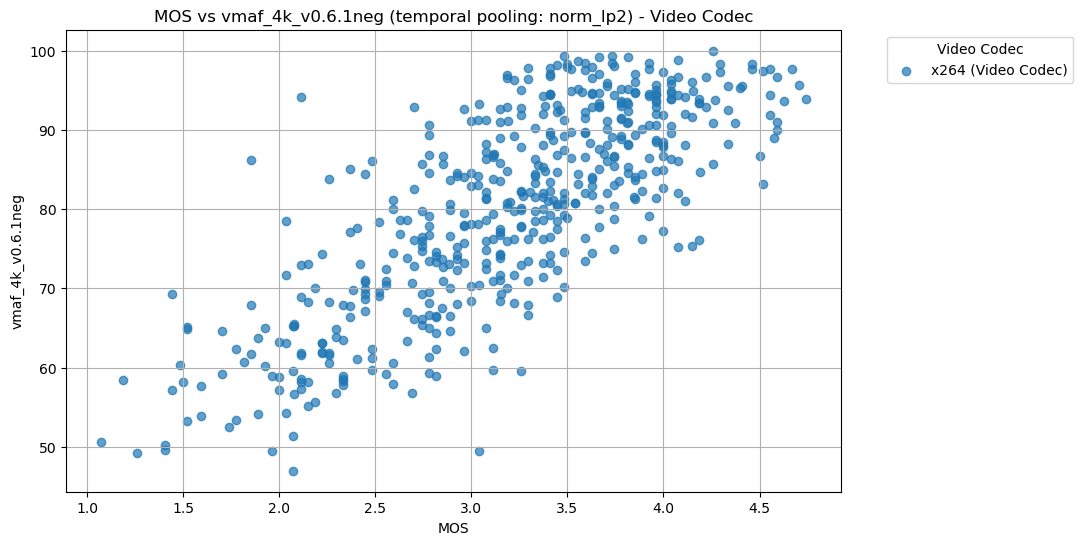 MOS vs vmaf_4k_v0.6.1neg (temporal pooling: norm_lp2) - Video Codec
Video Codec
x264 (Video Codec)
vmaf_4k_v0.6.1neg
100
90
80
70
60
50
1.0 1.5 2.0 2.5 3.0 3.5 4.0 4.5
MOS